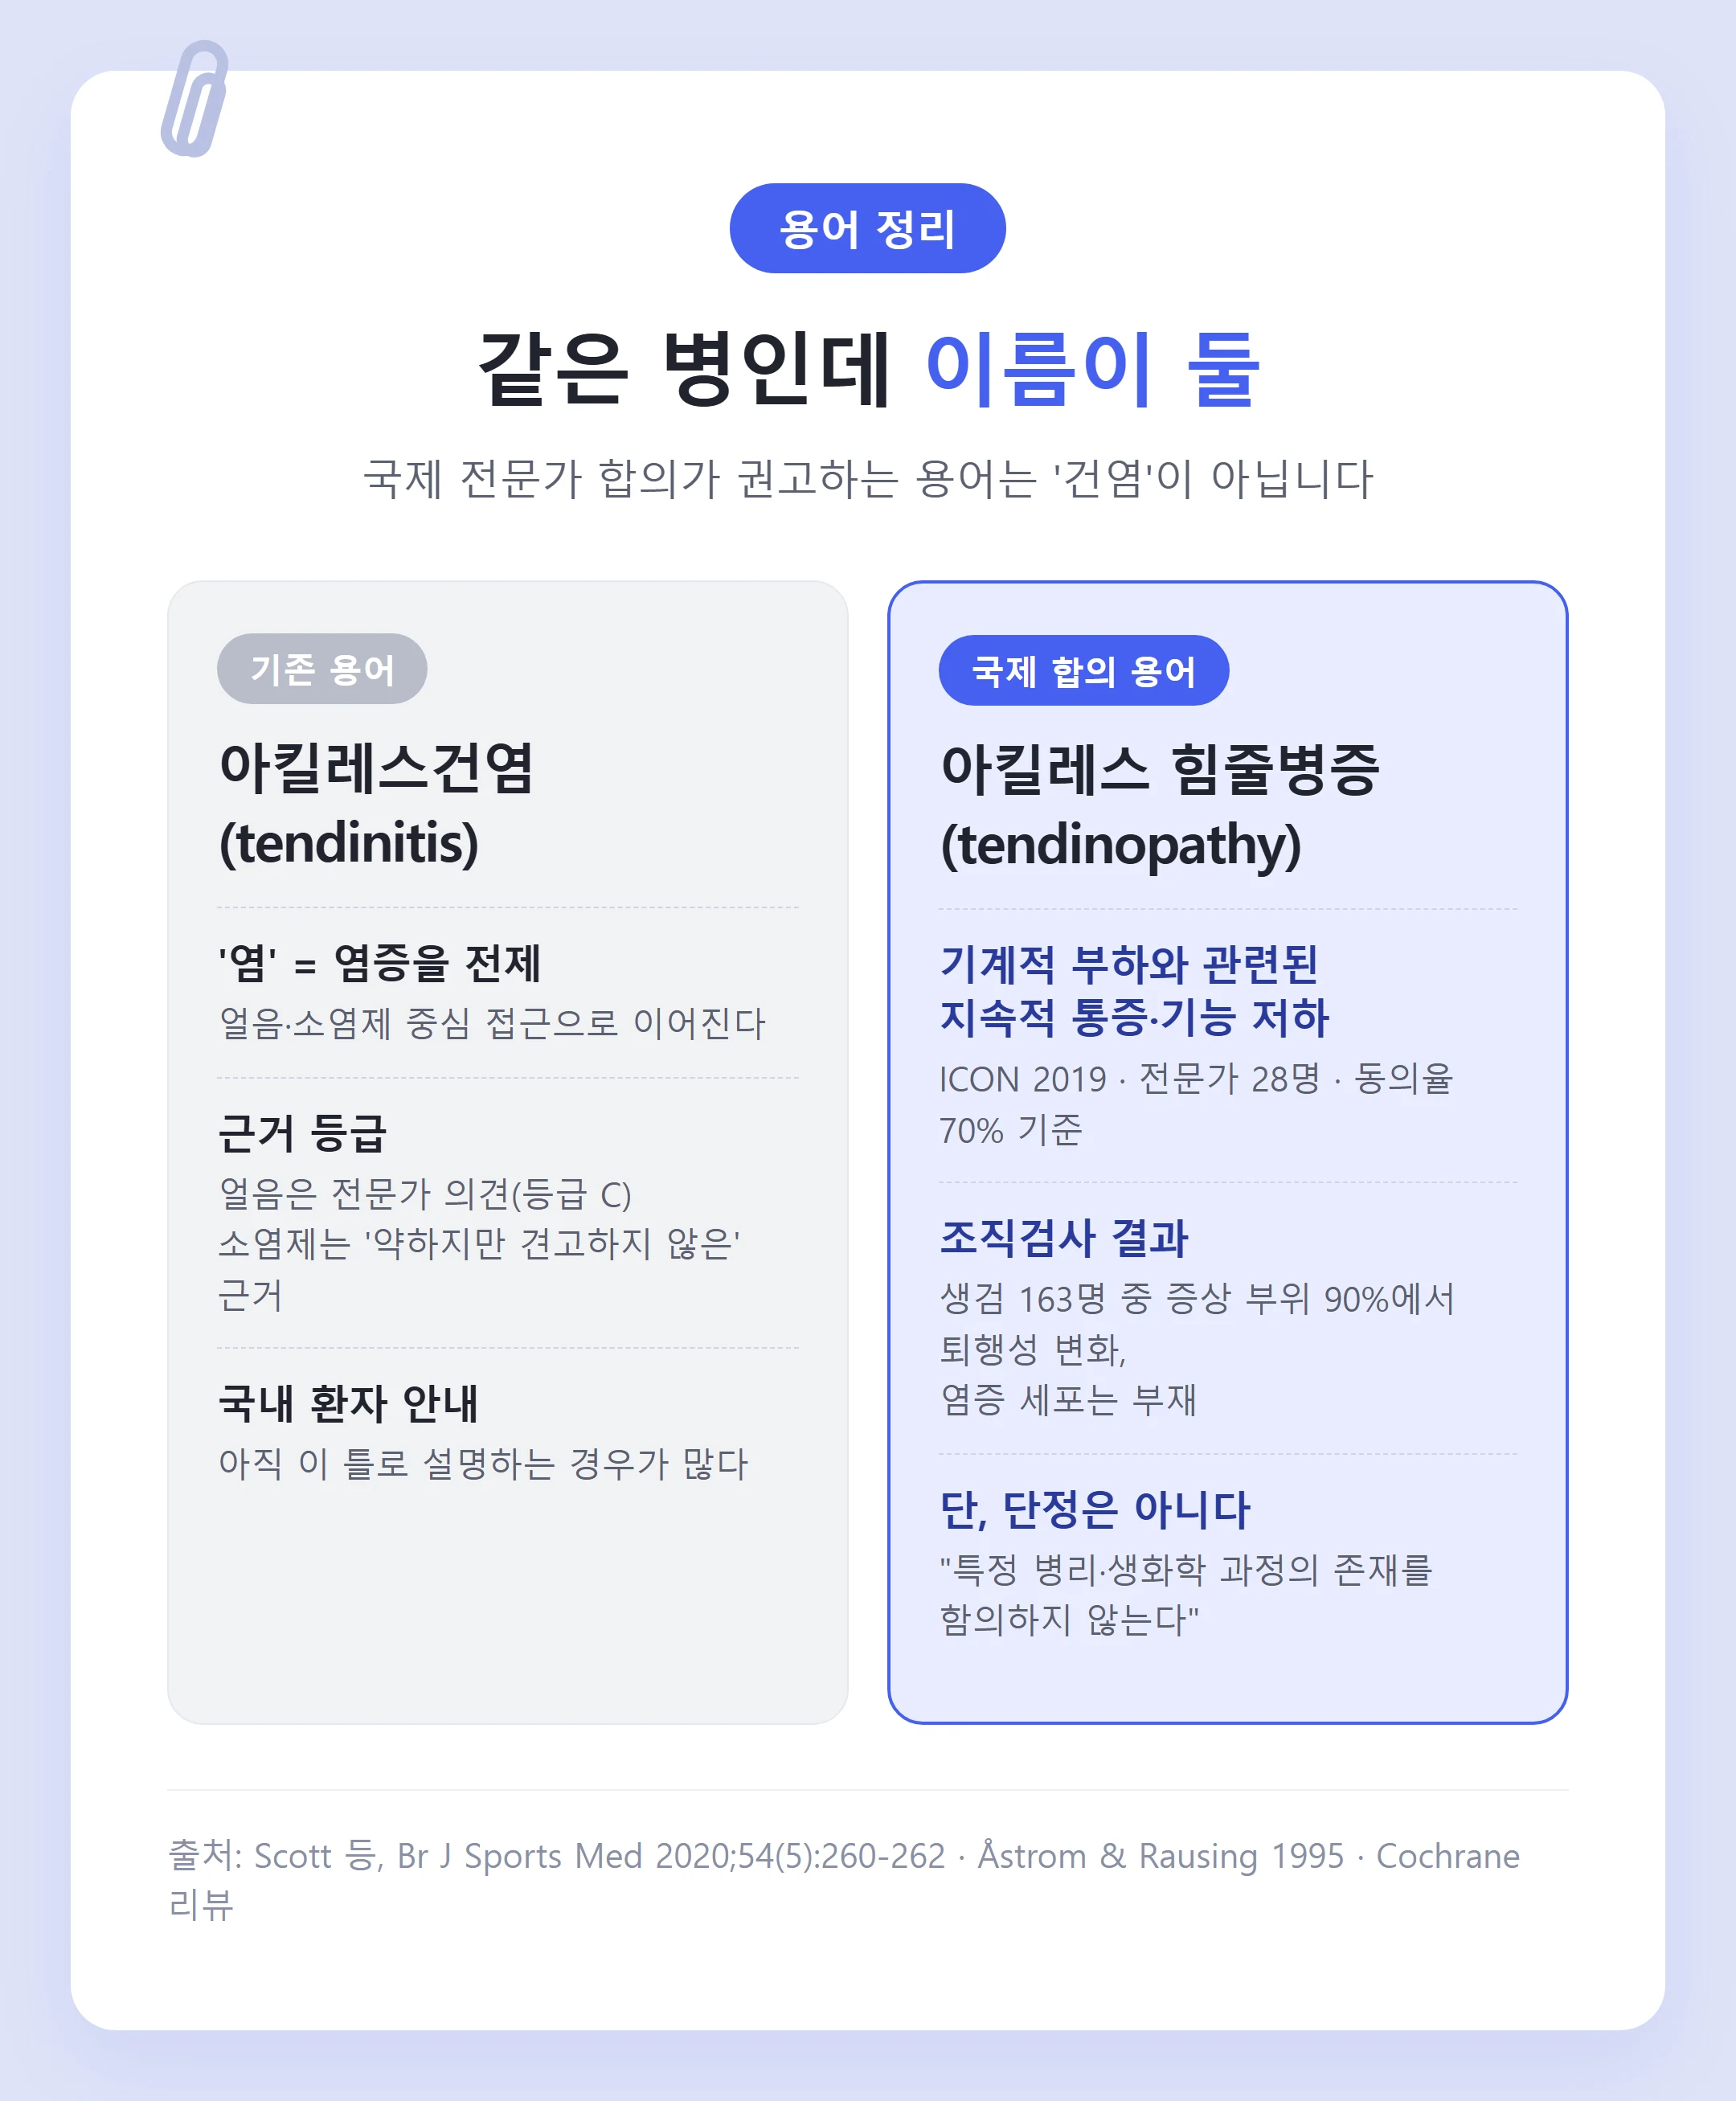 용어 정리
같은 병인데 이름이 둘
국제 전문가 합의가 권고하는 용어는 '건염'이 아닙니다
기존 용어
아킬레스건염
(tendinitis)
'염' = 염증을 전제
얼음·소염제 중심 접근으로 이어진다
근거 등급
얼음은 전문가 의견(등급 C)
소염제는 '약하지만 견고하지 않은'
근거
국내 환자 안내
아직 이 틀로 설명하는 경우가 많다
국제 합의 용어
아킬레스 힘줄병증
(tendinopathy)
기계적 부하와 관련된
지속적 통증·기능 저하
ICON 2019 · 전문가 28명 · 동의율
70% 기준
조직검사 결과
생검 163명 중 증상 부위 90%에서
퇴행성 변화,
염증 세포는 부재
단, 단정은 아니다
"특정 병리·생화학 과정의 존재를
함의하지 않는다"
출처: Scott 등, Br J Sports Med 2020;54(5):260-262 · Åstrom & Rausing 1995 · Cochrane
리뷰